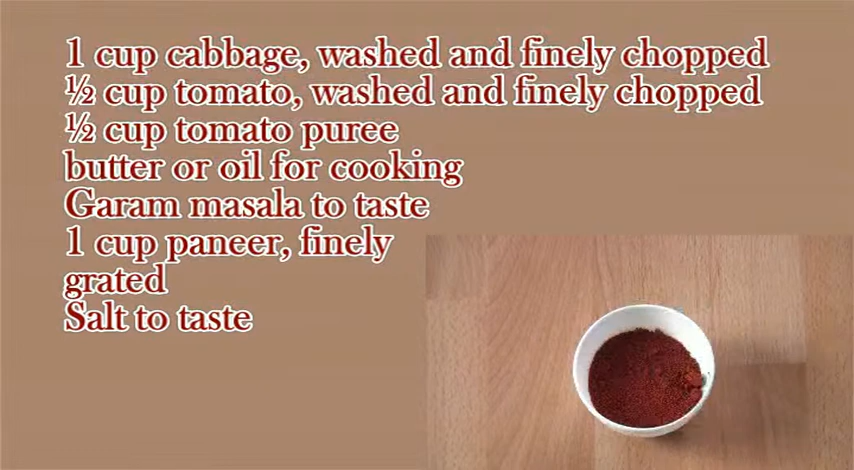 1 cup cabbage, washed and finely chopped
½ cup tomato, washed and finely chopped
½ cup tomato puree
butter or oil for cooking
Garam masala to taste
1 cup paneer, finely
grated
Salt to taste